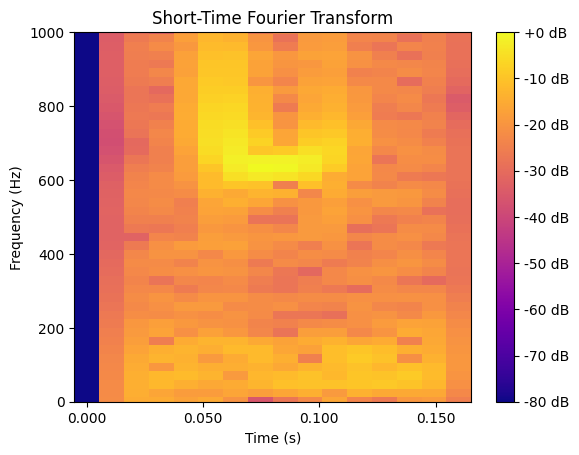 Short-Time Fourier Transform
1000
800
600
400
200
0
Frequency (Hz)
0.000
0.050
0.100
0.150
Time (s)
+0 dB
-10 dB
-20 dB
-30 dB
-40 dB
-50 dB
-60 dB
-70 dB
-80 dB